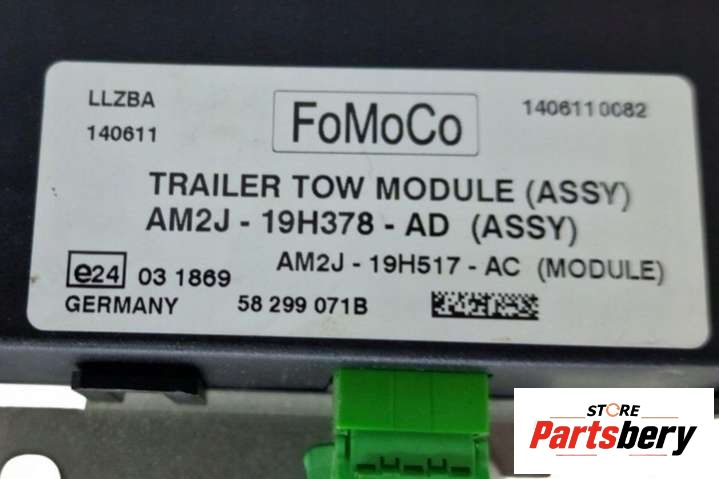 LLZBA
140611
FoMoCo
1406110082
TRAILER TOW MODULE (ASSY)
AM2J - 19H378 - AD (ASSY)
AM2J - 19H517 - AC (MODULE)
e24 03 1869
GERMANY 58 299 071B
STORE
Partsbery